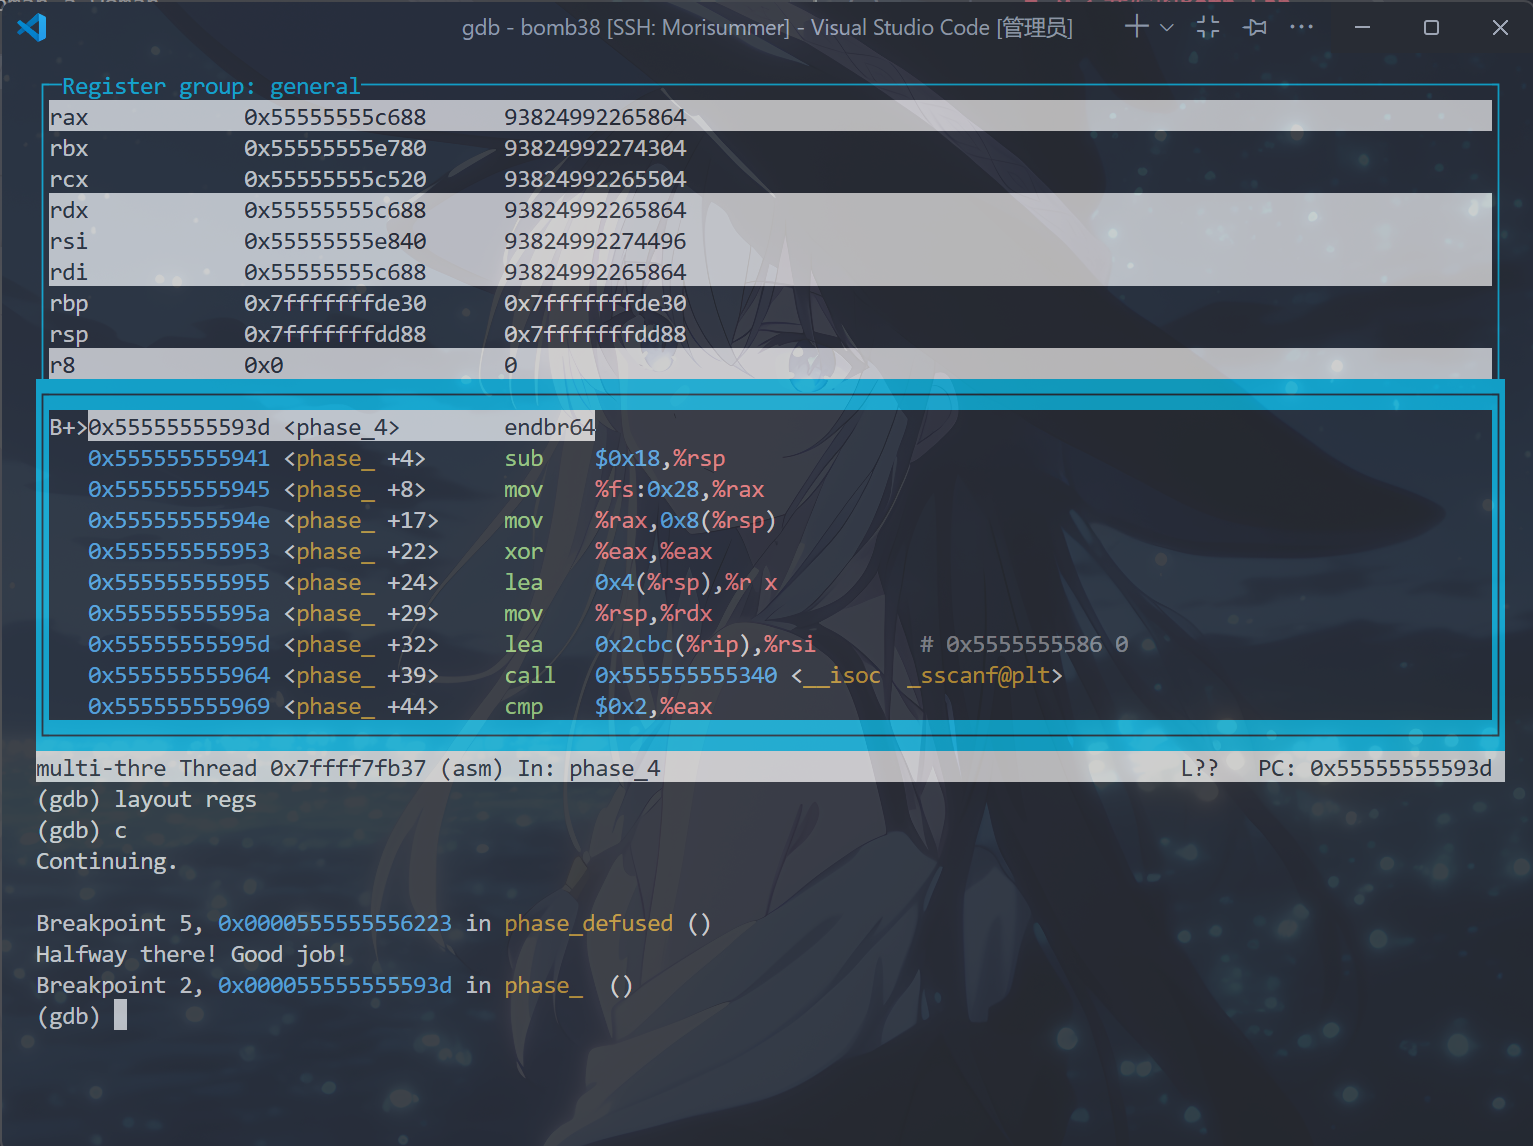 gdb - bomb38 [SSH: Morisummer] - Visual Studio Code [管理员]
Register group: general
rax 0x55555555c688 93824992265864
rbx 0x55555555e780 93824992274304
rcx 0x55555555c520 93824992265504
rdx 0x55555555c688 93824992265864
rsi 0x55555555e840 93824992274496
rdi 0x55555555c688 93824992265864
rbp 0x7fffffffde30 0x7fffffffde30
rsp 0x7fffffffdd88 0x7fffffffdd88
r8 0x0 0
B+>0x55555555593d <phase_4> endbr64
0x555555555941 <phase_ +4> sub $0x18,%rsp
0x555555555945 <phase_ +8> mov %fs:0x28,%rax
0x55555555594e <phase_ +17> mov %rax,0x8(%rsp)
0x555555555953 <phase_ +22> xor %eax,%eax
0x555555555955 <phase_ +24> lea 0x4(%rsp),%r x
0x55555555595a <phase_ +29> mov %rsp,%rdx
0x55555555595d <phase_ +32> lea 0x2cbc(%rip),%rsi # 0x5555555586 0
0x555555555964 <phase_ +39> call 0x555555555340 <__isoc _sscanf@plt>
0x555555555969 <phase_ +44> cmp $0x2,%eax
multi-thre Thread 0x7ffff7fb37 (asm) In: phase_4 L?? PC: 0x55555555593d
(gdb) layout regs
(gdb) c
Continuing.
Breakpoint 5, 0x0000555555556223 in phase_defused ()
Halfway there! Good job!
Breakpoint 2, 0x000055555555593d in phase_ ()
(gdb)